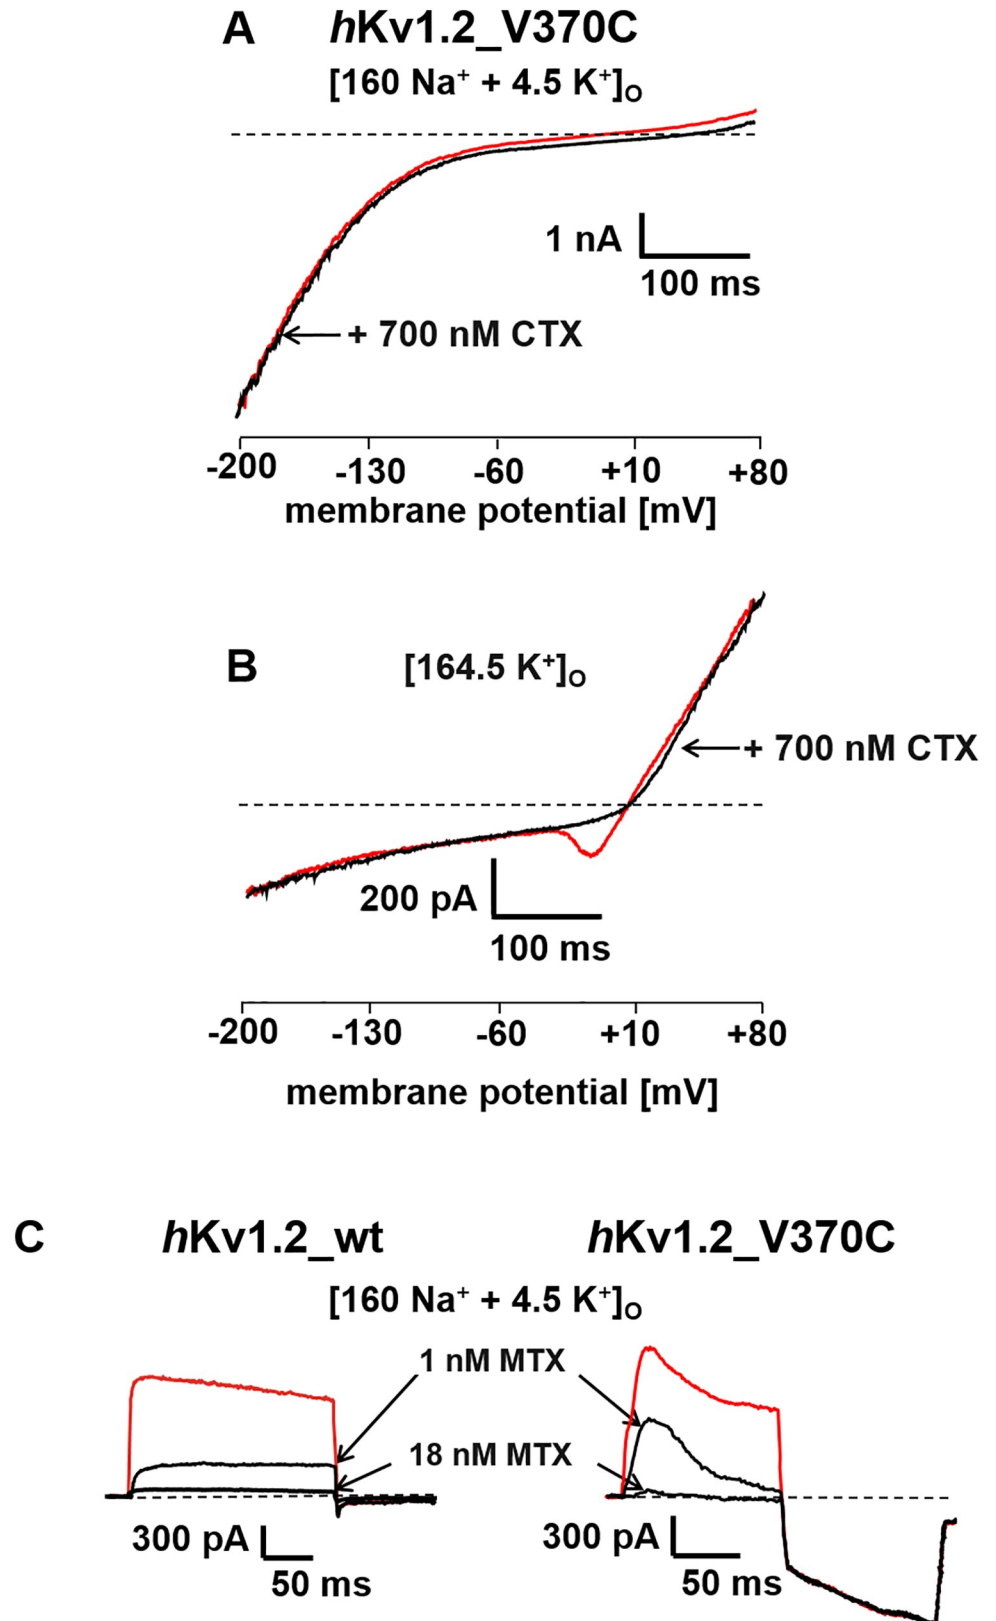 A hKv1.2_V370C
[160 Na⁺ + 4.5 K⁺]O
1 nA
100 ms
+ 700 nM CTX
-200 -130 -60 +10 +80
membrane potential [mV]
B [164.5 K⁺]O
+ 700 nM CTX
200 pA
100 ms
-200 -130 -60 +10 +80
membrane potential [mV]
C hKv1.2_wt hKv1.2_V370C
[160 Na⁺ + 4.5 K⁺]O
1 nM MTX
18 nM MTX
300 pA 300 pA
50 ms 50 ms